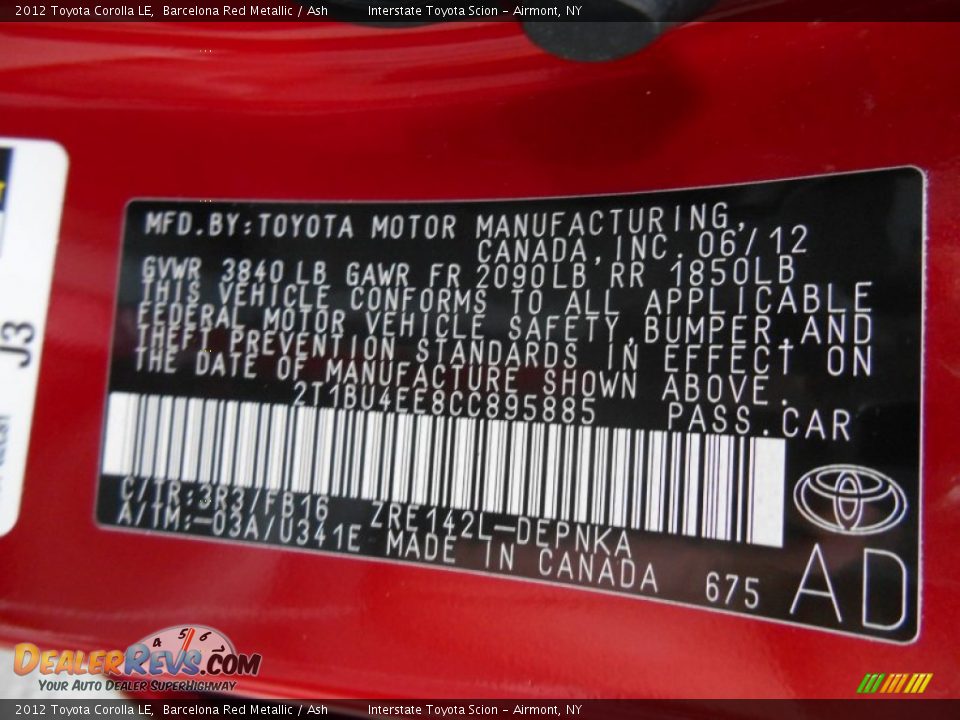 2012 Toyota Corolla LE,  Barcelona Red Metallic / Ash        Interstate Toyota Scion - Airmont, NY
J3
MFD.BY:TOYOTA MOTOR MANUFACTURING,
CANADA,INC.06/12
GVWR 3840 LB GAWR FR 2090LB RR 1850LB
THIS VEHICLE CONFORMS TO ALL APPLICABLE
FEDERAL MOTOR VEHICLE SAFETY,BUMPER,AND
THEFT PREVENTION STANDARDS IN EFFECT ON
THE DATE OF MANUFACTURE SHOWN ABOVE.
2T1BU4EE8CC895885   PASS.CAR
C/TR:3R3/FB16   ZRE142L-DEPNKA
A/TM:-03A/U341E  MADE IN CANADA   675
AD
4 5 6
DEALERREVS.COM
YOUR AUTO DEALER SUPERHIGHWAY
2012 Toyota Corolla LE,  Barcelona Red Metallic / Ash        Interstate Toyota Scion - Airmont, NY